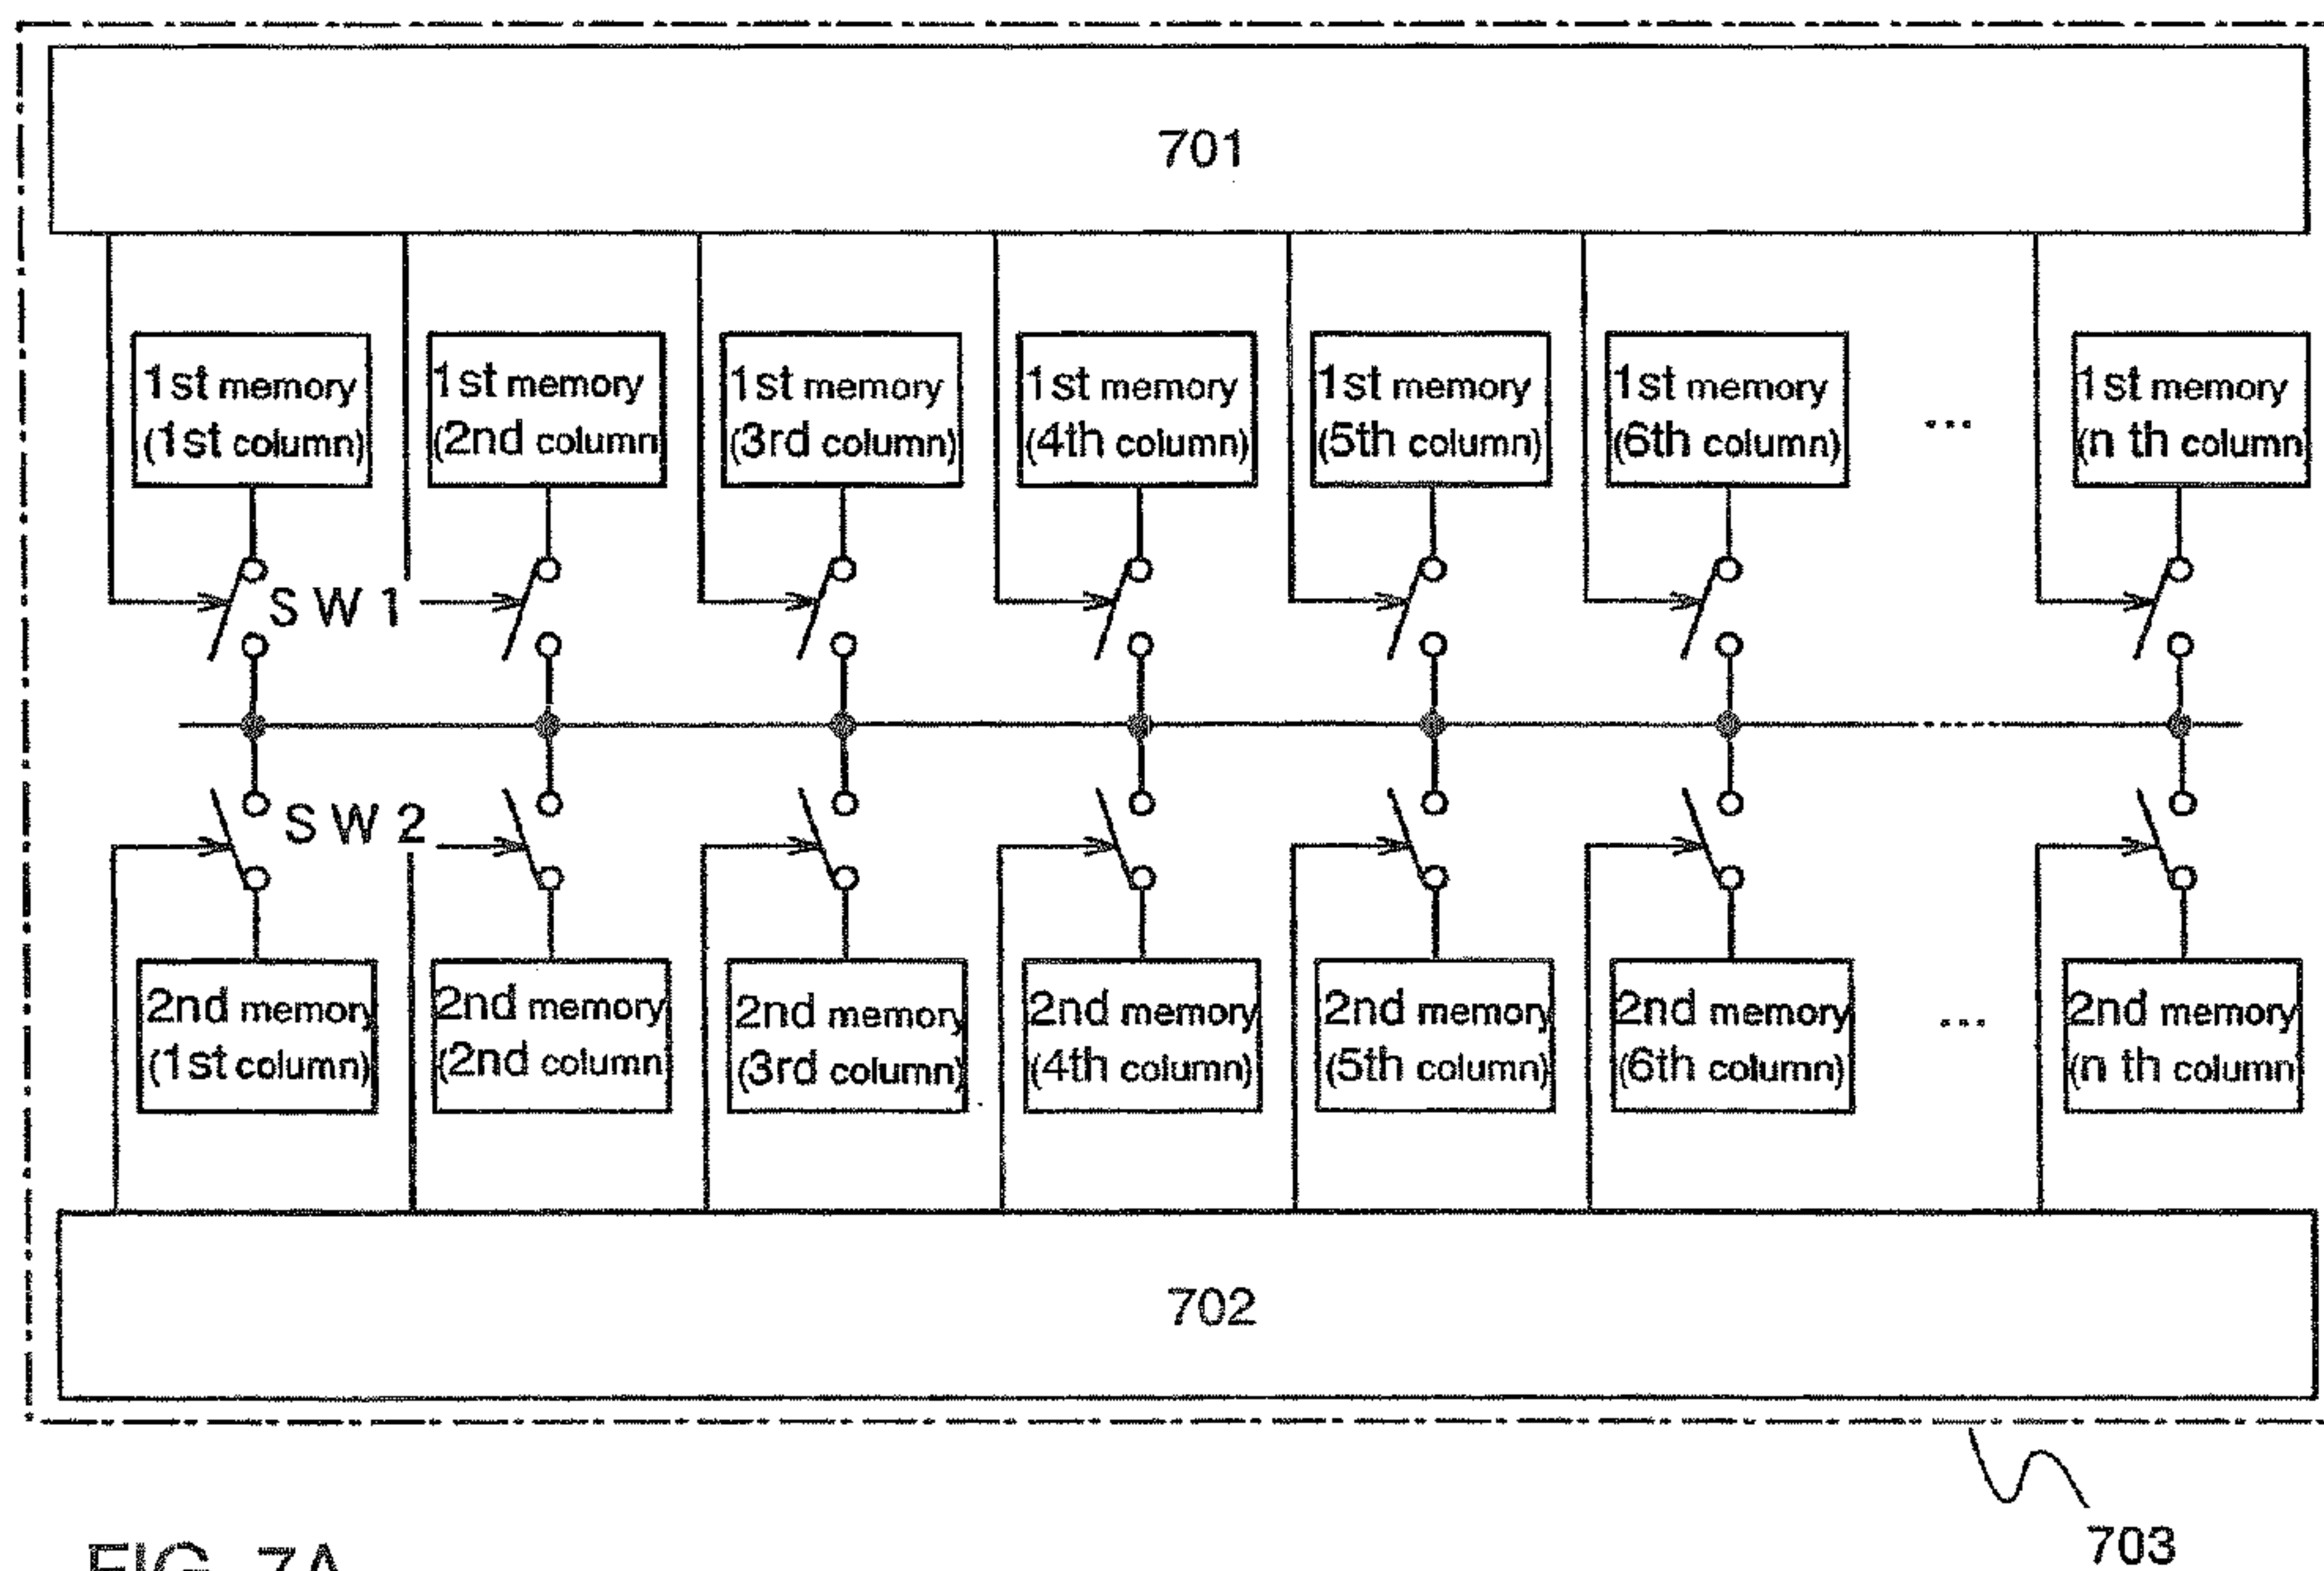 701
1st memory
(1st column)
1st memory
(2nd column
1st memory
(3rd column)
1st memory
(4th column)
1st memory
(5th column)
1st memory
(6th column)
...
1st memory
(n th column
SW1
SW2
2nd memory
(1st column)
2nd memory
(2nd column
2nd memory
(3rd column)
2nd memory
(4th column)
2nd memory
(5th column)
2nd memory
(6th column)
...
2nd memory
(n th column
702
703
FIG. 7A